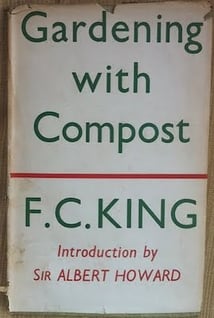 Gardening
with
Compost
F.C.KING
Introduction by
SIR ALBERT HOWARD